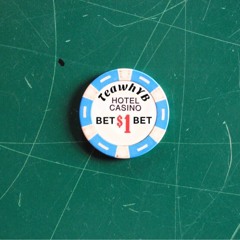 TeawhYB
HOTEL
CASINO
BET $1 BET